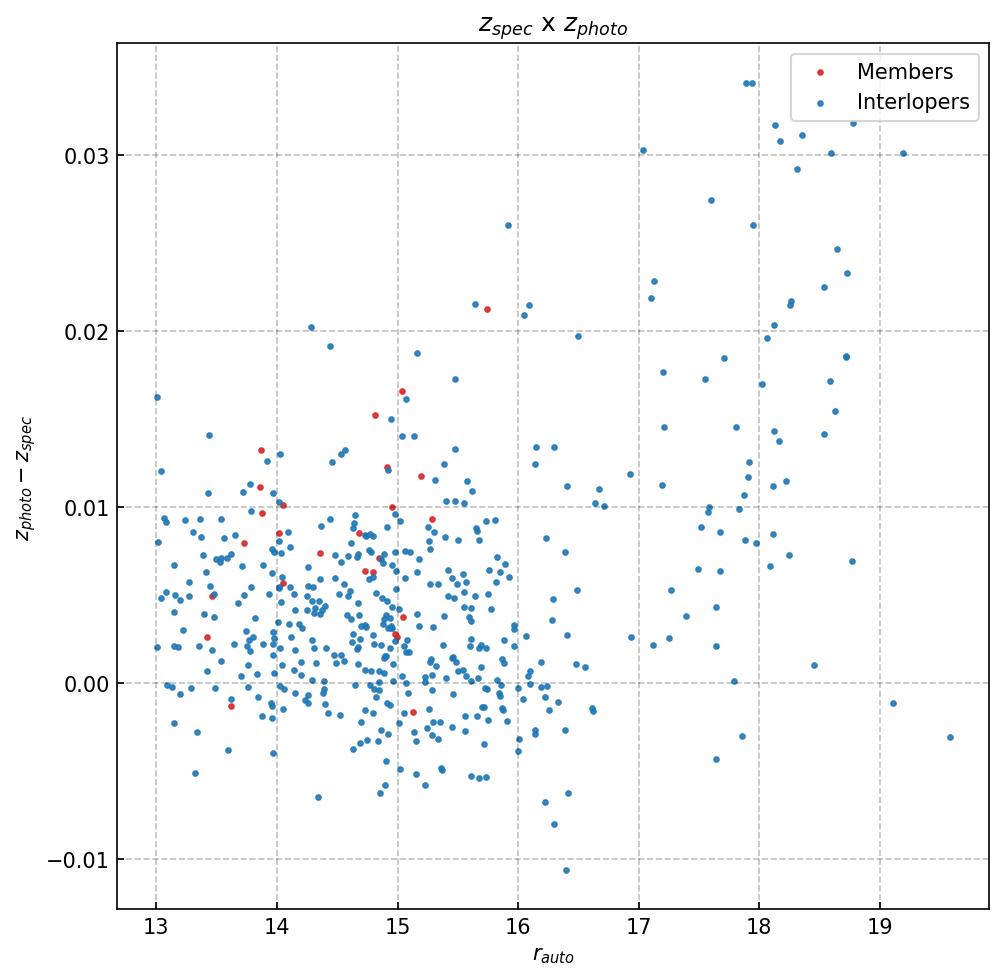 z_spec x z_photo
Members
Interlopers
0.03
0.02
0.01
0.00
−0.01
z_photo − z_spec
13 14 15 16 17 18 19
r_auto